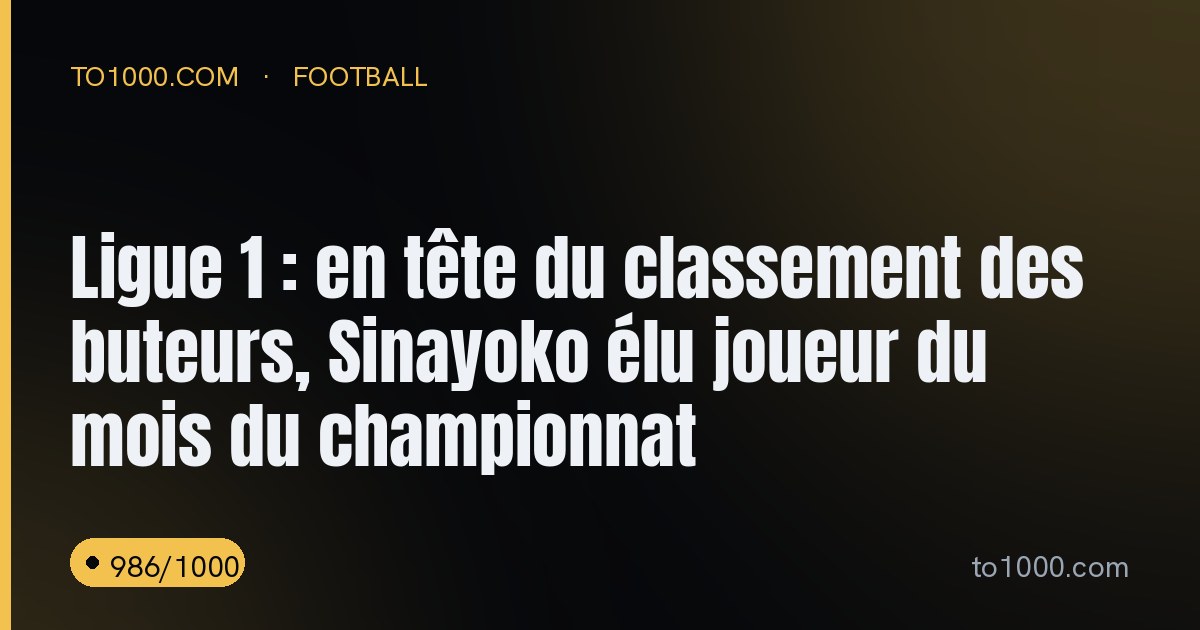 TO1000.COM · FOOTBALL
Ligue 1 : en tête du classement des
buteurs, Sinayoko élu joueur du
mois du championnat
986/1000
to1000.com